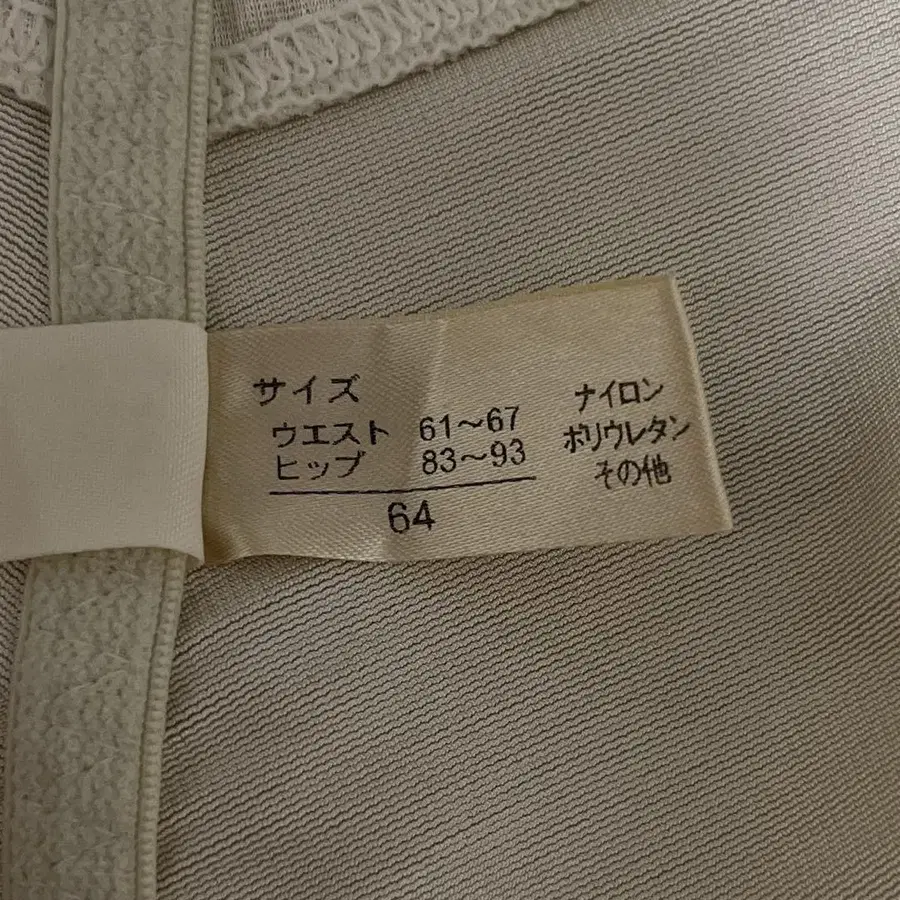 サイズ
ウエスト 61～67
ヒップ 83～93
64
ナイロン
ポリウレタン
その他